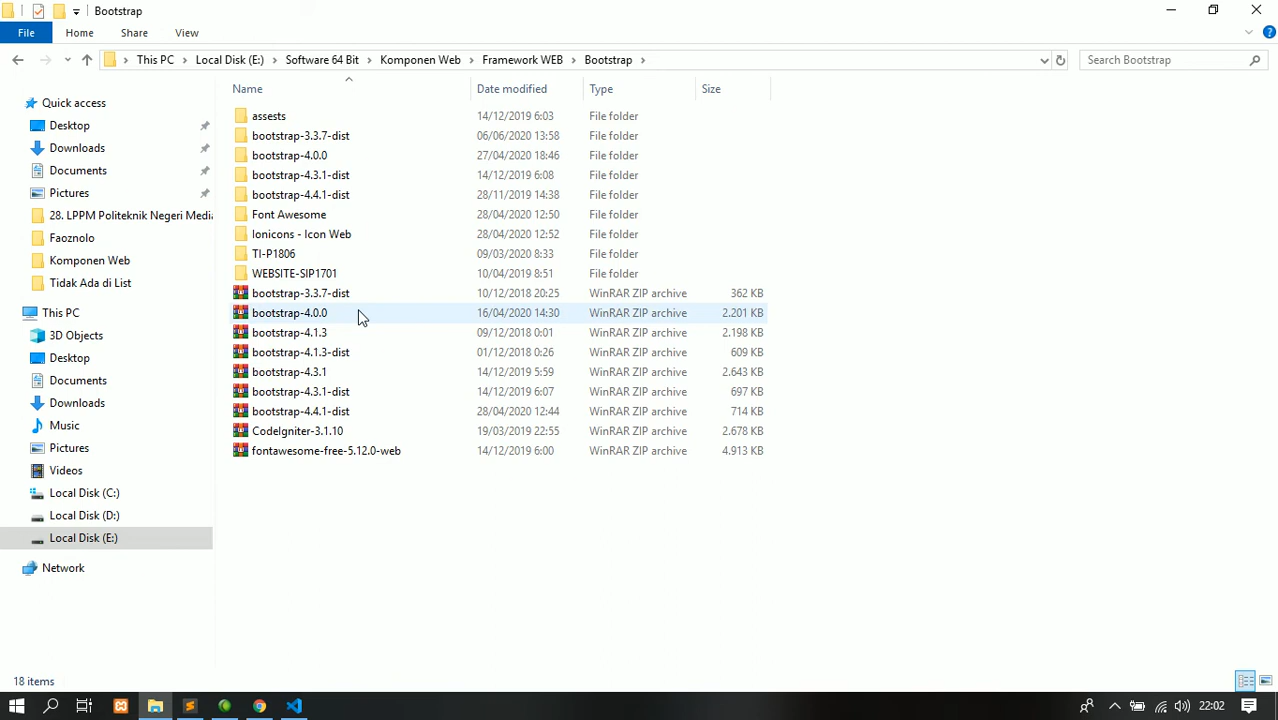 Bootstrap
File Home Share View
This PC Local Disk (E:) Software 64 Bit Komponen Web Framework WEB Bootstrap Search Bootstrap
Name Date modified Type Size
Quick access
Desktop
Downloads
Documents
Pictures
28. LPPM Politeknik Negeri Media
Faoznolo
Komponen Web
Tidak Ada di List
This PC
3D Objects
Desktop
Documents
Downloads
Music
Pictures
Videos
Local Disk (C:)
Local Disk (D:)
Local Disk (E:)
Network
assests 14/12/2019 6:03 File folder
bootstrap-3.3.7-dist 06/06/2020 13:58 File folder
bootstrap-4.0.0 27/04/2020 18:46 File folder
bootstrap-4.3.1-dist 14/12/2019 6:08 File folder
bootstrap-4.4.1-dist 28/11/2019 14:38 File folder
Font Awesome 28/04/2020 12:50 File folder
Ionicons - Icon Web 28/04/2020 12:52 File folder
TI-P1806 09/03/2020 8:33 File folder
WEBSITE-SIP1701 10/04/2019 8:51 File folder
bootstrap-3.3.7-dist 10/12/2018 20:25 WinRAR ZIP archive 362 KB
bootstrap-4.0.0 16/04/2020 14:30 WinRAR ZIP archive 2.201 KB
bootstrap-4.1.3 09/12/2018 0:01 WinRAR ZIP archive 2.198 KB
bootstrap-4.1.3-dist 01/12/2018 0:26 WinRAR ZIP archive 609 KB
bootstrap-4.3.1 14/12/2019 5:59 WinRAR ZIP archive 2.643 KB
bootstrap-4.3.1-dist 14/12/2019 6:07 WinRAR ZIP archive 697 KB
bootstrap-4.4.1-dist 28/04/2020 12:44 WinRAR ZIP archive 714 KB
CodeIgniter-3.1.10 19/03/2019 22:55 WinRAR ZIP archive 2.678 KB
fontawesome-free-5.12.0-web 14/12/2019 6:00 WinRAR ZIP archive 4.913 KB
18 items
22:02